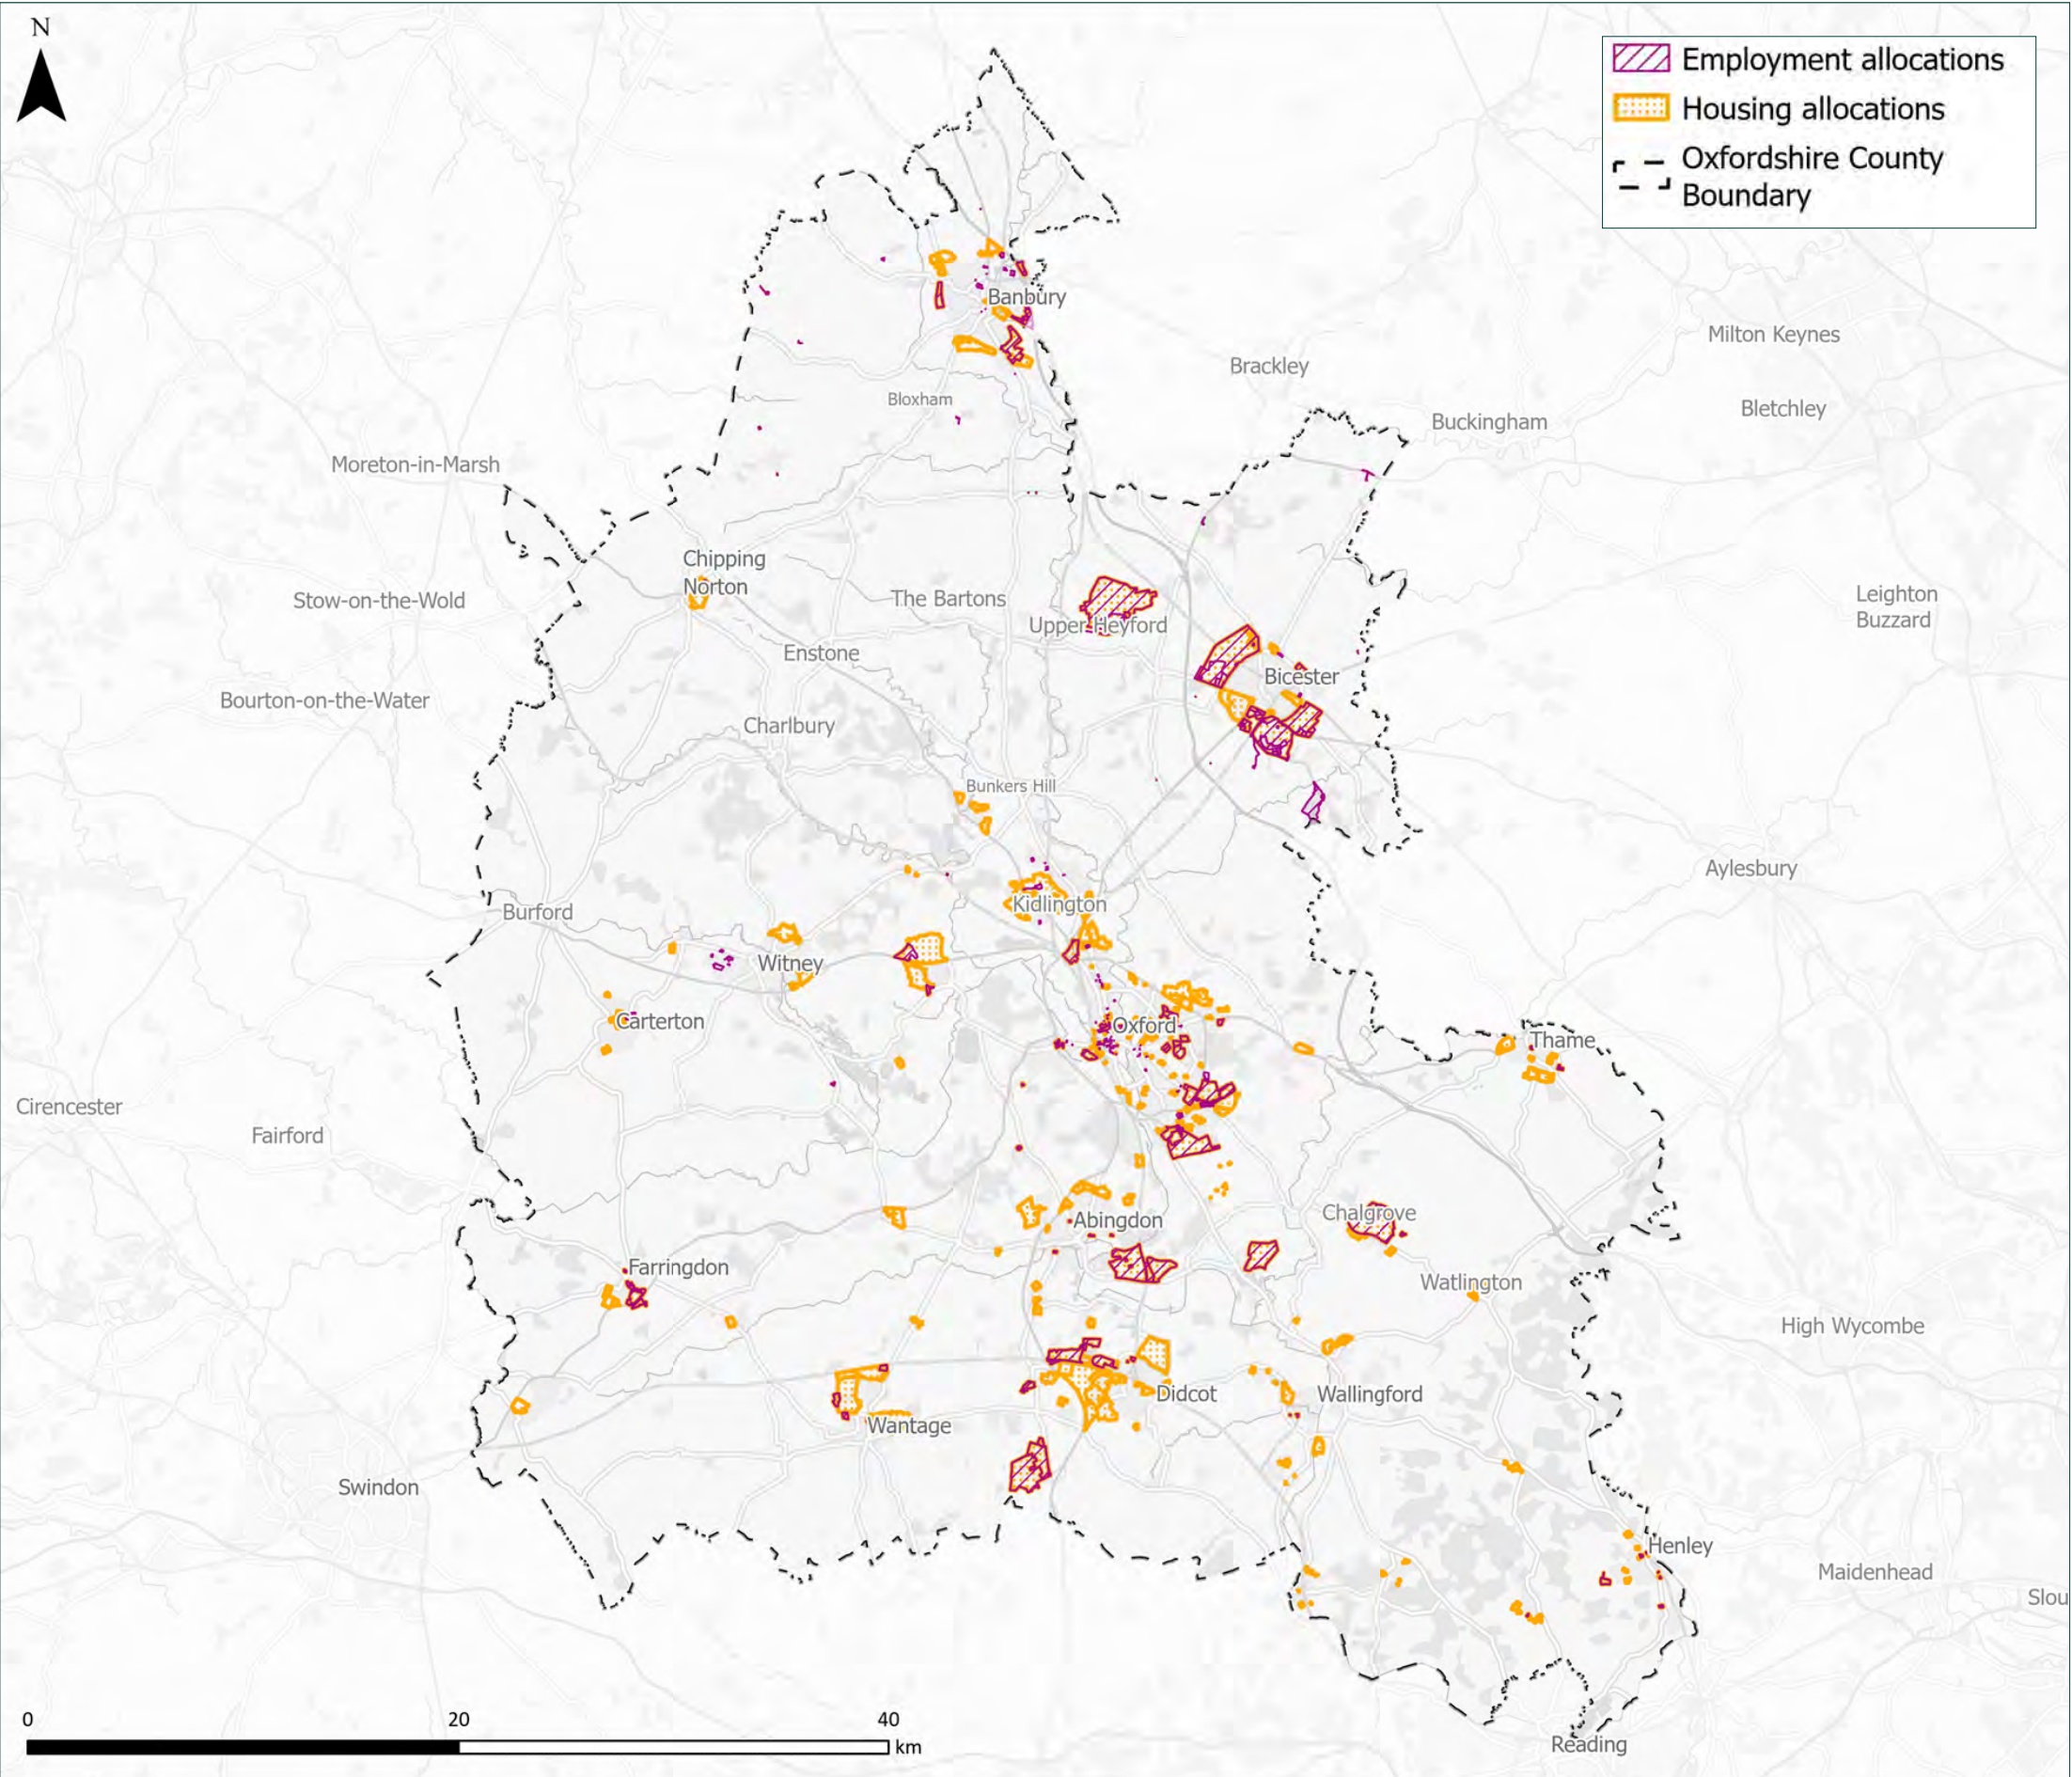 N
Employment allocations
Housing allocations
Oxfordshire County
Boundary
Banbury
Milton Keynes
Brackley
Bloxham
Bletchley
Buckingham
Moreton-in-Marsh
Chipping
Norton
Stow-on-the-Wold
The Bartons
Leighton
Buzzard
Upper Heyford
Enstone
Bicester
Bourton-on-the-Water
Charlbury
Bunkers Hill
Aylesbury
Kidlington
Burford
Witney
Carterton
Oxford
Thame
Cirencester
Fairford
Chalgrove
Abingdon
Farringdon
Watlington
High Wycombe
Didcot
Wallingford
Wantage
Swindon
Henley
Maidenhead
Slou
0
20
40
km
Reading